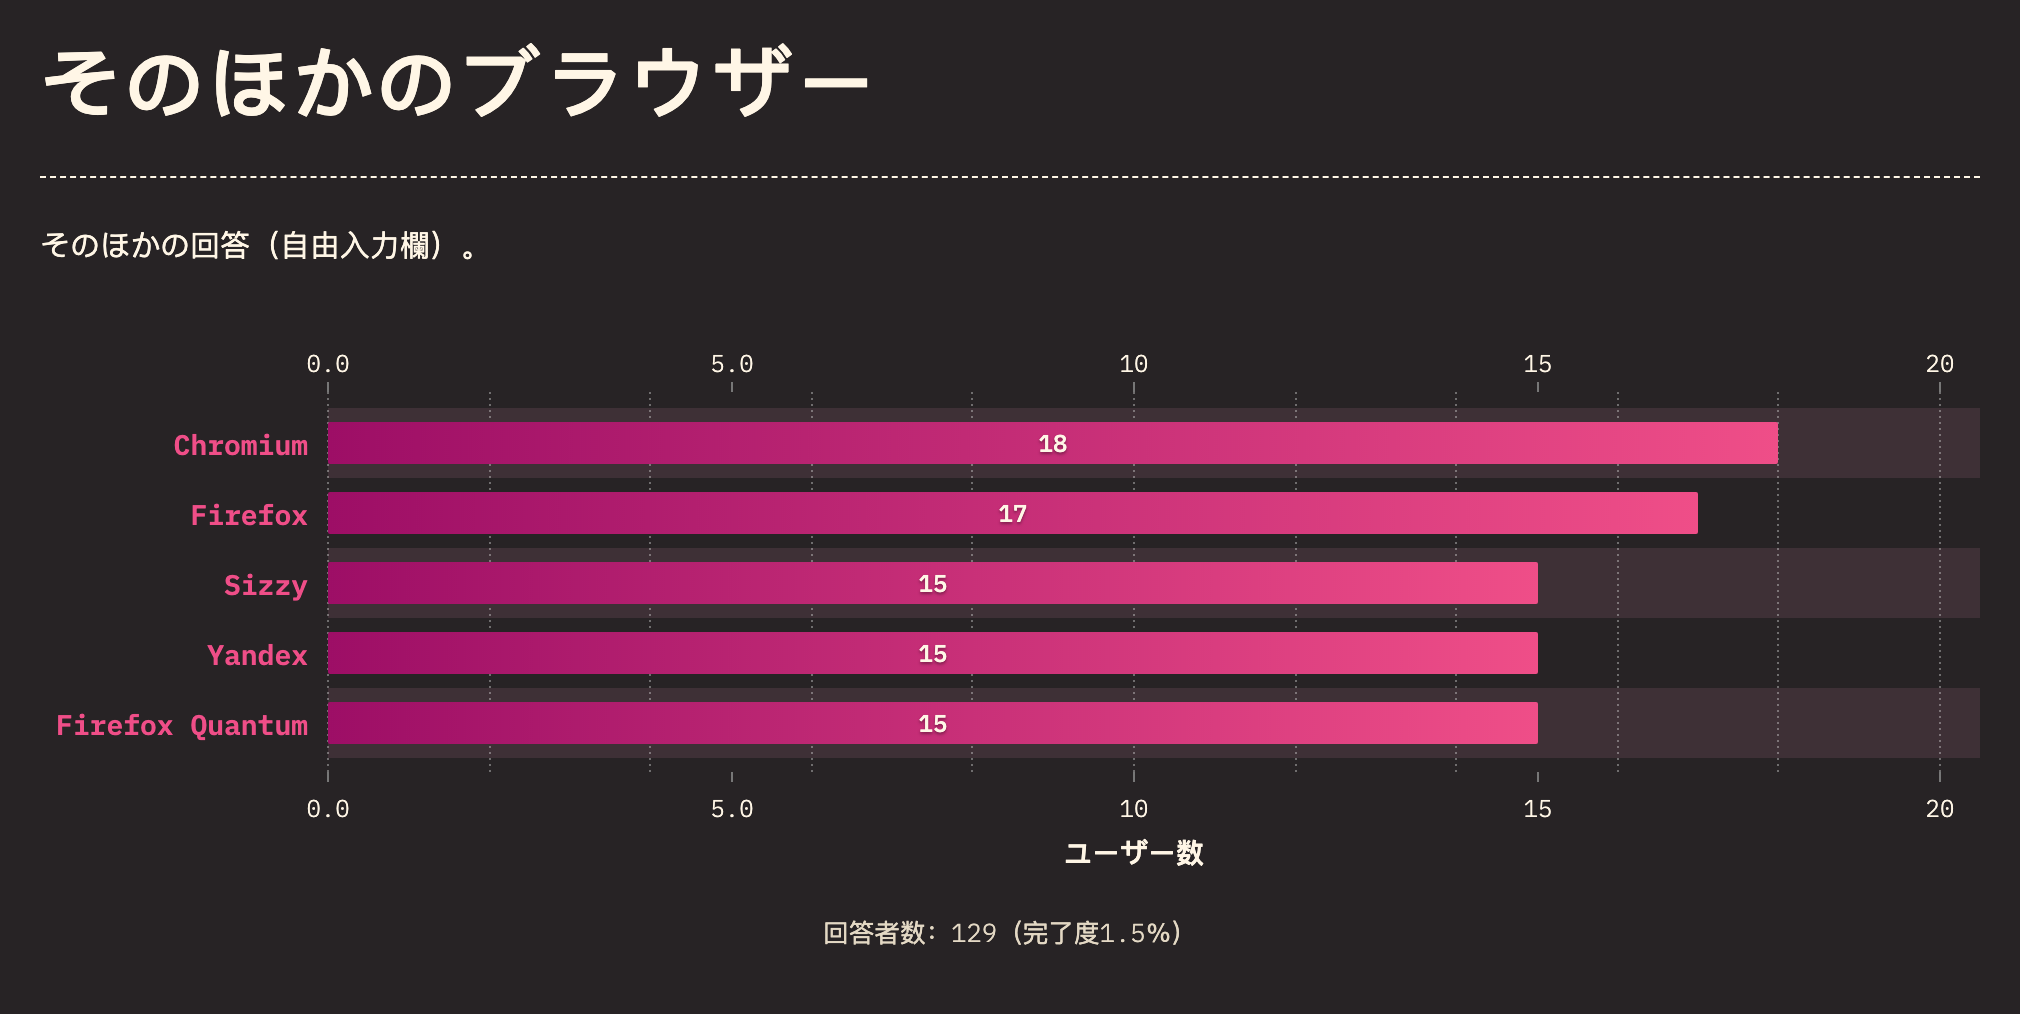 そのほかのブラウザー
そのほかの回答（自由入力欄）。
0.0 5.0 10 15 20
Chromium 18
Firefox 17
Sizzy 15
Yandex 15
Firefox Quantum 15
0.0 5.0 10 15 20
ユーザー数
回答者数: 129（完了度1.5%）